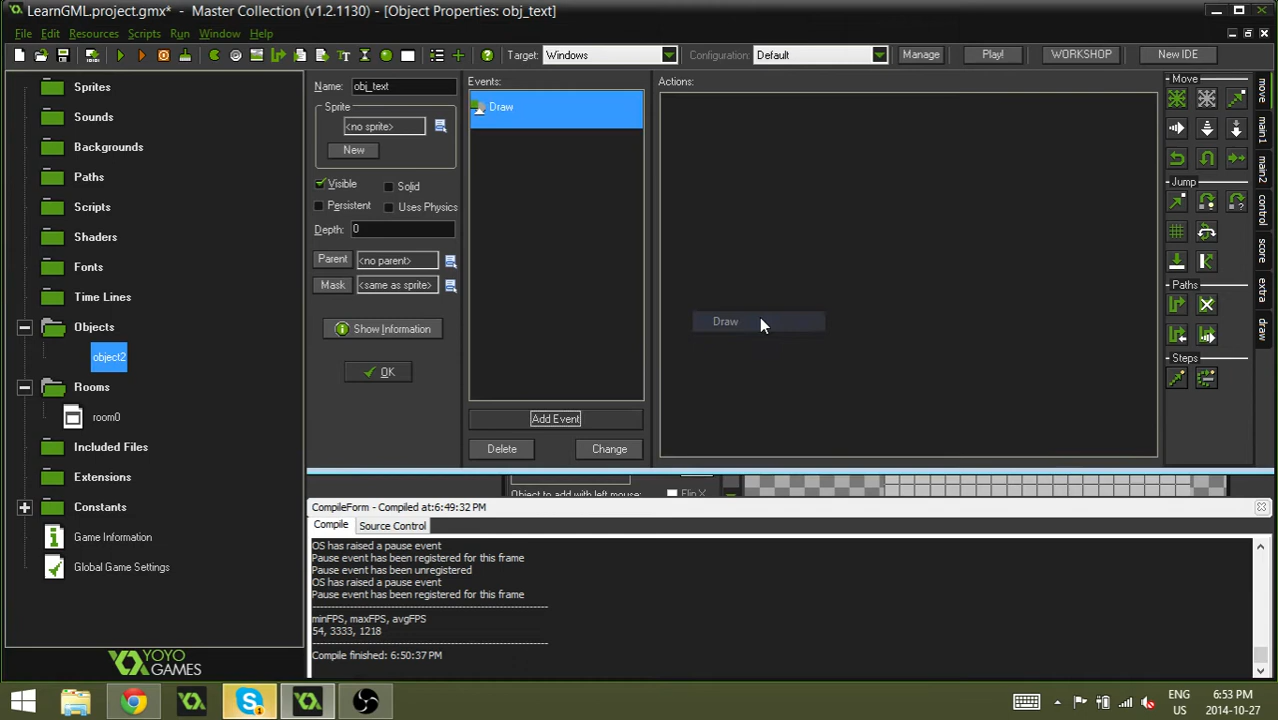 LearnGML.project.gmx* - Master Collection (v1.2.1130) - [Object Properties: obj_text]
File Edit Resources Scripts Run Window Help
Target: Windows Configuration: Default Manage Play! WORKSHOP New IDE
Sprites
Sounds
Backgrounds
Paths
Scripts
Shaders
Fonts
Time Lines
Objects
object2
Rooms
room0
Included Files
Extensions
Constants
Game Information
Global Game Settings
YOYO
GAMES
Name: obj_text
Sprite
<no sprite>
New
Visible Solid
Persistent Uses Physics
Depth: 0
Parent <no parent>
Mask <same as sprite>
Show Information
OK
Events:
Draw
Add Event
Delete Change
Actions:
Draw
Move
Jump
Paths
Steps
move
main1
main2
control
score
extra
draw
Object to add with left mouse: Flip X
CompileForm - Compiled at:6:49:32 PM
Compile Source Control
OS has raised a pause event
Pause event has been registered for this frame
Pause event has been unregistered
OS has raised a pause event
Pause event has been registered for this frame
minFPS, maxFPS, avgFPS
54, 3333, 1218
Compile finished: 6:50:37 PM
ENG
US
6:53 PM
2014-10-27